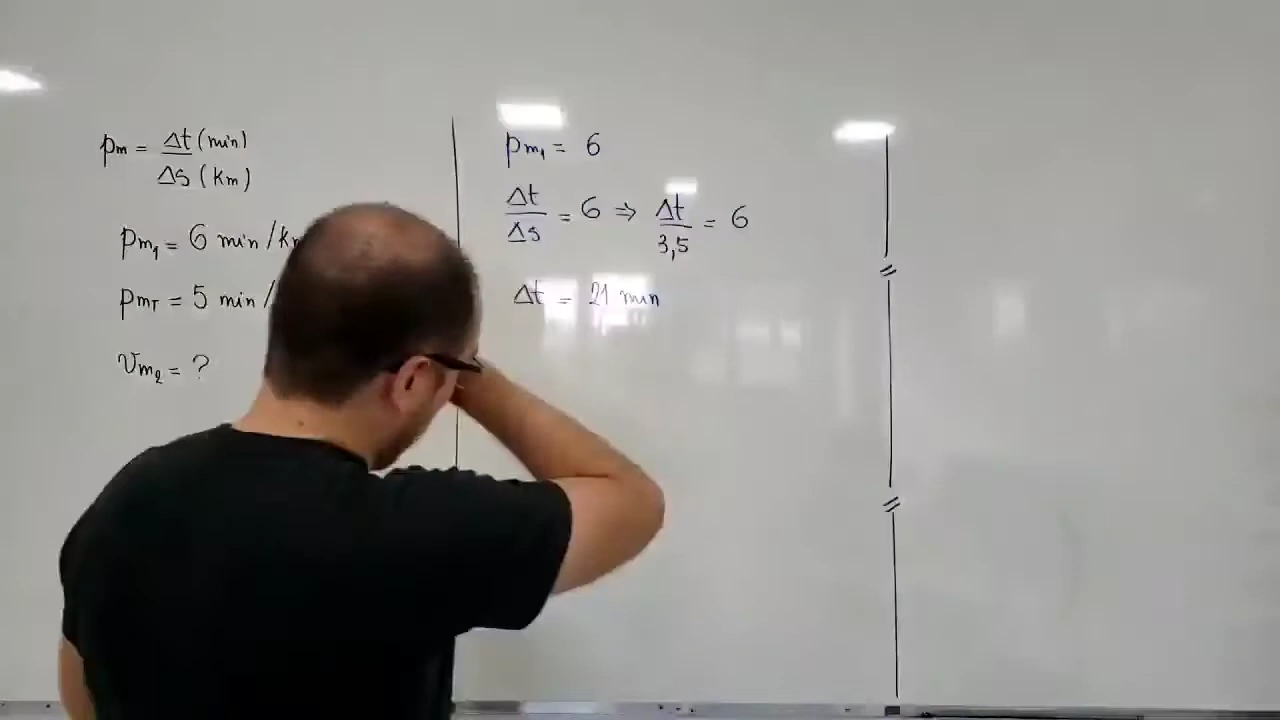 pm = Δt (min)
Δs (km)
pm₁ = 6 min/km
pmT = 5 min/
vm₂ = ?
pm₁ = 6
Δt/Δs = 6 ⇒ Δt/3,5 = 6
Δt = 21 min